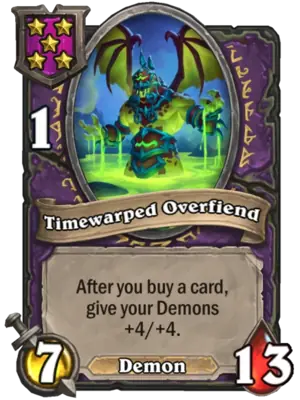 1
Timewarped Overfiend
After you buy a card,
give your Demons
+4/+4.
7
Demon
13